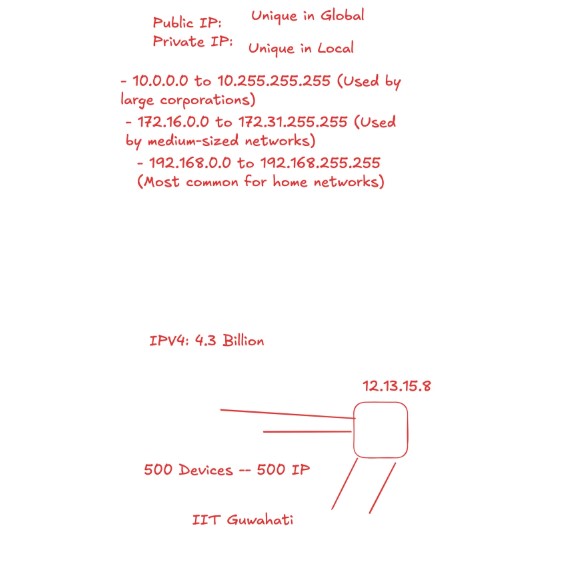 Public IP: Unique in Global
Private IP: Unique in Local
- 10.0.0.0 to 10.255.255.255 (Used by
large corporations)
- 172.16.0.0 to 172.31.255.255 (Used
by medium-sized networks)
- 192.168.0.0 to 192.168.255.255
(Most common for home networks)
IPV4: 4.3 Billion
12.13.15.8
500 Devices -- 500 IP
IIT Guwahati